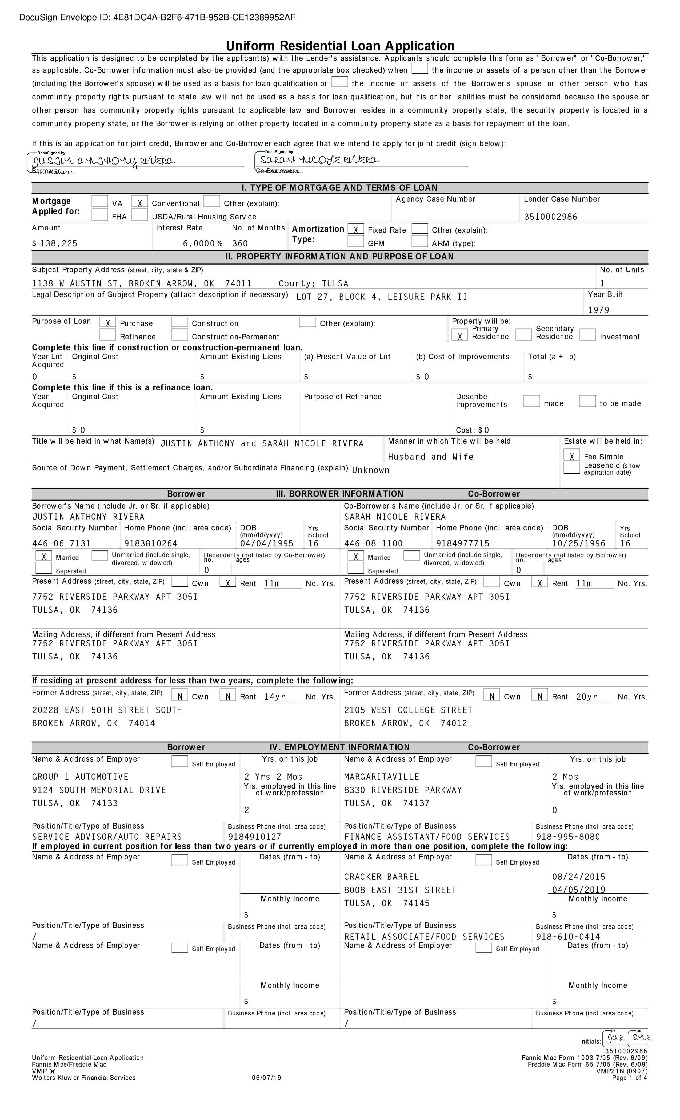 DocuSign Envelope ID: 4E81DC4A-B2F6-471B-952B-CE12389952AF
Uniform Residential Loan Application
This application is designed to be completed by the applicant(s) with the Lender's assistance. Applicants should complete this form as "Borrower" or "Co-Borrower,"
as applicable. Co-Borrower information must also be provided (and the appropriate box checked) when the income or assets of a person other than the Borrower
(including the Borrower's spouse) will be used as a basis for loan qualification or the income or assets of the Borrower's spouse or other person who has
community property rights pursuant to state law will not be used as a basis for loan qualification, but his or her liabilities must be considered because the spouse or
other person has community property rights pursuant to applicable law and Borrower resides in a community property state, the security property is located in a
community property state, or the Borrower is relying on other property located in a community property state as a basis for repayment of the loan.
If this is an application for joint credit, Borrower and Co-Borrower each agree that we intend to apply for joint credit (sign below):
Borrower Co-Borrower
I. TYPE OF MORTGAGE AND TERMS OF LOAN
Mortgage Applied for: VA X Conventional Other (explain): Agency Case Number Lender Case Number
FHA USDA/Rural Housing Service 3510002986
Amount Interest Rate No. of Months Amortization Type: X Fixed Rate Other (explain):
$ 138,225 6.0000 % 360 GPM ARM (type):
II. PROPERTY INFORMATION AND PURPOSE OF LOAN
Subject Property Address (street, city, state & ZIP) No. of Units
1138 W AUSTIN ST, BROKEN ARROW, OK 74011 County: TULSA 1
Legal Description of Subject Property (attach description if necessary) LOT 27, BLOCK 4, LEISURE PARK II Year Built
1979
Purpose of Loan X Purchase Construction Other (explain): Property will be:
Refinance Construction-Permanent X Primary Residence Secondary Residence Investment
Complete this line if construction or construction-permanent loan.
Year Lot Acquired Original Cost Amount Existing Liens (a) Present Value of Lot (b) Cost of Improvements Total (a + b)
0 $ $ $ $ 0 $
Complete this line if this is a refinance loan.
Year Acquired Original Cost Amount Existing Liens Purpose of Refinance Describe Improvements made to be made
$ 0 $ Cost: $ 0
Title will be held in what Name(s) JUSTIN ANTHONY and SARAH NICOLE RIVERA Manner in which Title will be held Estate will be held in:
Husband and Wife X Fee Simple
Source of Down Payment, Settlement Charges, and/or Subordinate Financing (explain) Unknown Leasehold (show expiration date)
Borrower III. BORROWER INFORMATION Co-Borrower
Borrower's Name (include Jr. or Sr. if applicable) Co-Borrower's Name (include Jr. or Sr. if applicable)
JUSTIN ANTHONY RIVERA SARAH NICOLE RIVERA
Social Security Number Home Phone (incl. area code) DOB (mm/dd/yyyy) Yrs. School Social Security Number Home Phone (incl. area code) DOB (mm/dd/yyyy) Yrs. School
446-06-7131 9183810264 04/04/1995 16 446-08-1100 9184977715 10/25/1996 16
X Married Unmarried (include single, divorced, widowed) Dependents (not listed by Co-Borrower) X Married Unmarried (include single, divorced, widowed) Dependents (not listed by Borrower)
Separated no. 0 ages Separated no. 0 ages
Present Address (street, city, state, ZIP) Own X Rent 11m No. Yrs. Present Address (street, city, state, ZIP) Own X Rent 11m No. Yrs.
7752 RIVERSIDE PARKWAY APT 305I 7752 RIVERSIDE PARKWAY APT 305I
TULSA, OK 74136 TULSA, OK 74136
Mailing Address, if different from Present Address Mailing Address, if different from Present Address
7752 RIVERSIDE PARKWAY APT 305I 7752 RIVERSIDE PARKWAY APT 305I
TULSA, OK 74136 TULSA, OK 74136
If residing at present address for less than two years, complete the following:
Former Address (street, city, state, ZIP) N Own N Rent 14yr No. Yrs. Former Address (street, city, state, ZIP) N Own N Rent 20yr No. Yrs.
20228 EAST 50TH STREET SOUTH 2105 WEST COLLEGE STREET
BROKEN ARROW, OK 74014 BROKEN ARROW, OK 74012
Borrower IV. EMPLOYMENT INFORMATION Co-Borrower
Name & Address of Employer Self Employed Yrs. on this job Name & Address of Employer Self Employed Yrs. on this job
GROUP 1 AUTOMOTIVE 2 Yrs 2 Mos MARGARITAVILLE 2 Mos
9124 SOUTH MEMORIAL DRIVE Yrs. employed in this line of work/profession 8330 RIVERSIDE PARKWAY Yrs. employed in this line of work/profession
TULSA, OK 74133 2 TULSA, OK 74137 0
Position/Title/Type of Business Business Phone (incl. area code) Position/Title/Type of Business Business Phone (incl. area code)
SERVICE ADVISOR/AUTO REPAIRS 9184910127 FINANCE ASSISTANT/FOOD SERVICES 918-995-8080
If employed in current position for less than two years or if currently employed in more than one position, complete the following:
Name & Address of Employer Self Employed Dates (from - to) Name & Address of Employer Self Employed Dates (from - to)
CRACKER BARREL 08/24/2015
8008 EAST 31ST STREET 04/05/2019
Monthly Income TULSA, OK 74145 Monthly Income
$ $
Position/Title/Type of Business Business Phone (incl. area code) Position/Title/Type of Business Business Phone (incl. area code)
/ RETAIL ASSOCIATE/FOOD SERVICES 918-610-0414
Name & Address of Employer Self Employed Dates (from - to) Name & Address of Employer Self Employed Dates (from - to)
Monthly Income Monthly Income
$ $
Position/Title/Type of Business Business Phone (incl. area code) Position/Title/Type of Business Business Phone (incl. area code)
/ /
Initials:
3510002986
Uniform Residential Loan Application Fannie Mae Form 1003 7/05 (Rev. 6/09)
Fannie Mae/Freddie Mac Freddie Mac Form 65 7/05 (Rev. 6/09)
Wolters Kluwer Financial Services Page 1 of 4